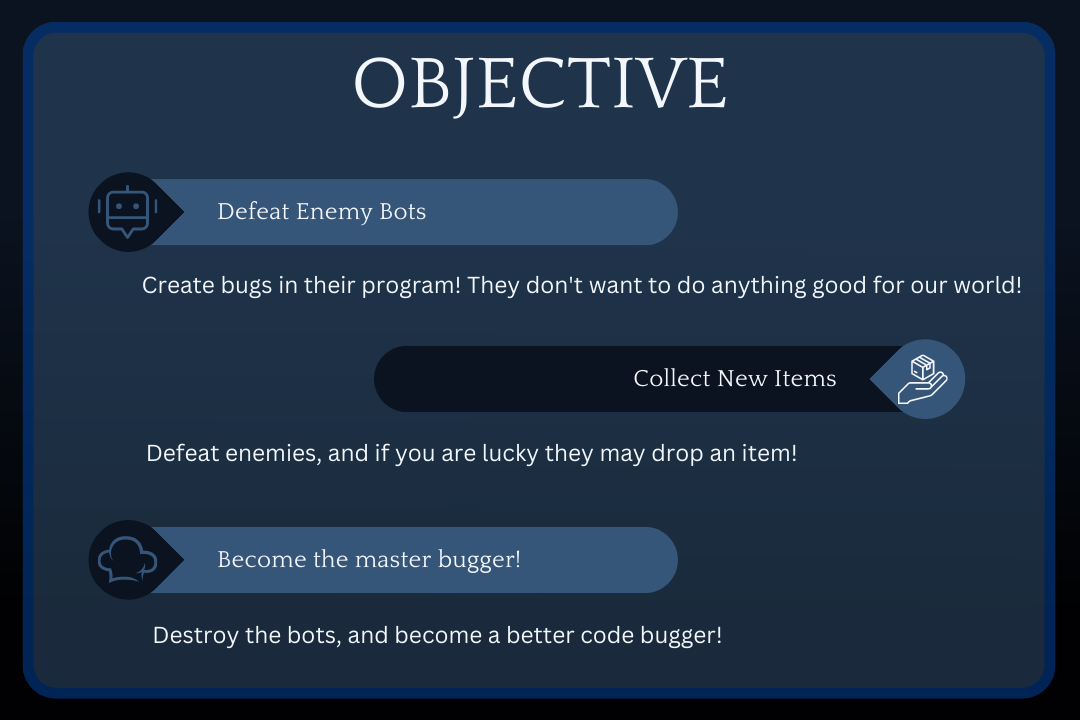 OBJECTIVE
Defeat Enemy Bots
Create bugs in their program! They don't want to do anything good for our world!
Collect New Items
Defeat enemies, and if you are lucky they may drop an item!
Become the master bugger!
Destroy the bots, and become a better code bugger!